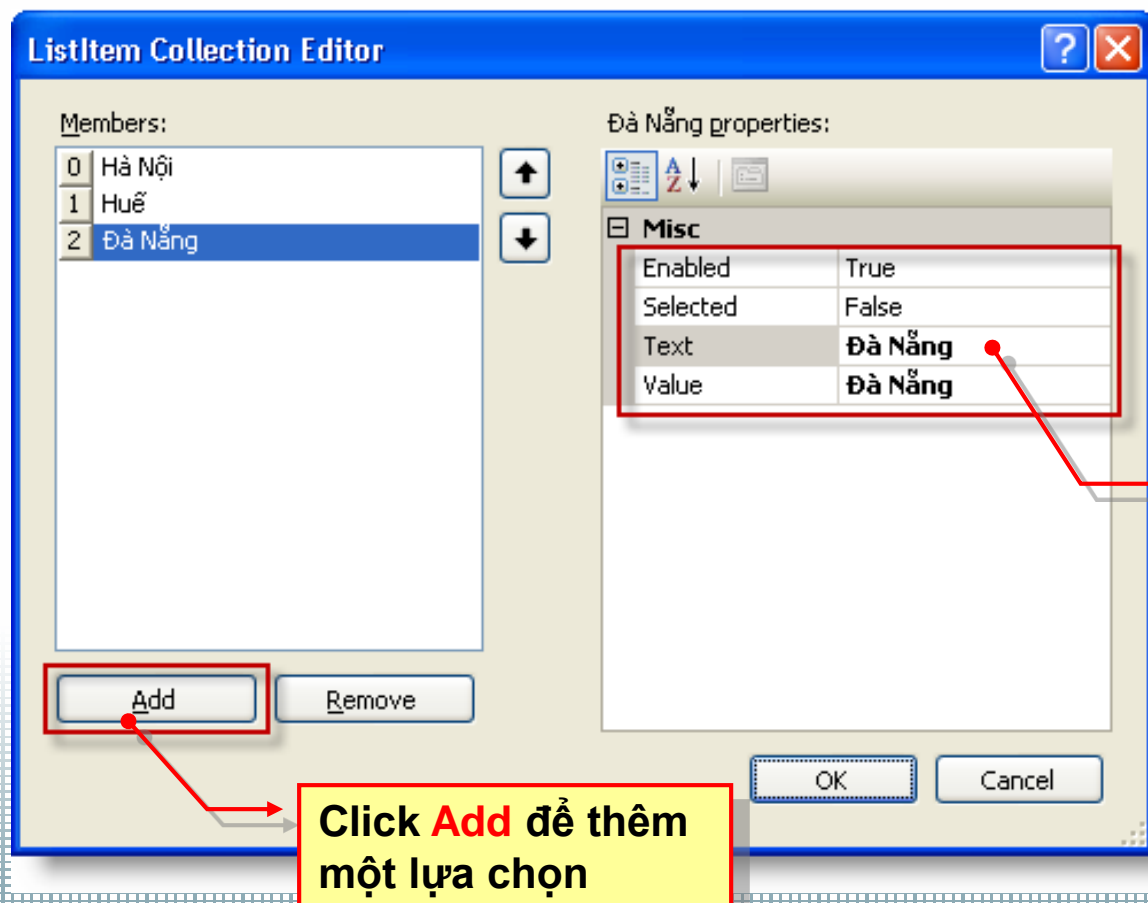 ListItem Collection Editor
Members:
0 Hà Nội
1 Huế
2 Đà Nẵng
Add
Remove
Đà Nẵng properties:
Misc
Enabled True
Selected False
Text Đà Nẵng
Value Đà Nẵng
OK
Cancel
Click Add để thêm
một lựa chọn